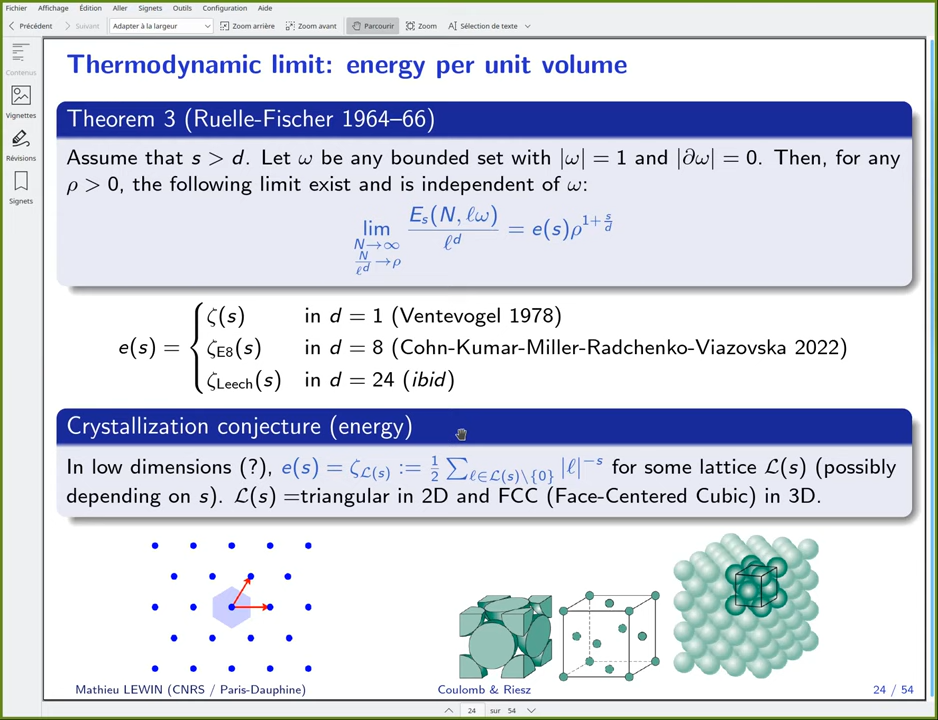 Fichier Affichage Édition Aller Signets Outils Configuration Aide
Précédent Suivant Adapter à la largeur Zoom arrière Zoom avant Parcourir Zoom Sélection de texte
Contenus
Vignettes
Révisions
Signets
Thermodynamic limit: energy per unit volume
Theorem 3 (Ruelle-Fischer 1964–66)
Assume that s > d. Let ω be any bounded set with |ω| = 1 and |∂ω| = 0. Then, for any
ρ > 0, the following limit exist and is independent of ω:
lim_{N→∞, N/ℓ^d→ρ} E_s(N, ℓω)/ℓ^d = e(s)ρ^{1+s/d}
e(s) = { ζ(s) in d = 1 (Ventevogel 1978)
ζ_{E8}(s) in d = 8 (Cohn-Kumar-Miller-Radchenko-Viazovska 2022)
ζ_{Leech}(s) in d = 24 (ibid)
Crystallization conjecture (energy)
In low dimensions (?), e(s) = ζ_{ℒ(s)} := 1/2 ∑_{ℓ∈ℒ(s)\{0}} |ℓ|^{−s} for some lattice ℒ(s) (possibly
depending on s). ℒ(s) =triangular in 2D and FCC (Face-Centered Cubic) in 3D.
Mathieu LEWIN (CNRS / Paris-Dauphine) Coulomb & Riesz 24 / 54
24 sur 54